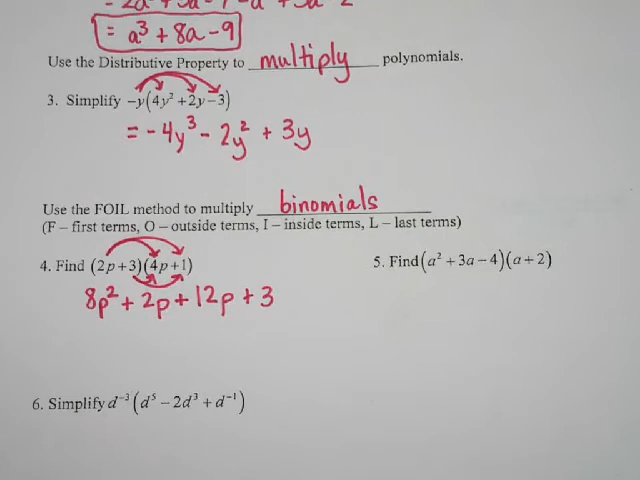 = a³ + 8a - 9
Use the Distributive Property to multiply polynomials.
3. Simplify -y(4y² + 2y - 3)
= -4y³ - 2y² + 3y
Use the FOIL method to multiply binomials
(F – first terms, O – outside terms, I – inside terms, L – last terms)
4. Find (2p + 3)(4p + 1)
8p² + 2p + 12p + 3
5. Find (a² + 3a - 4)(a + 2)
6. Simplify d⁻³(d⁵ - 2d³ + d⁻¹)